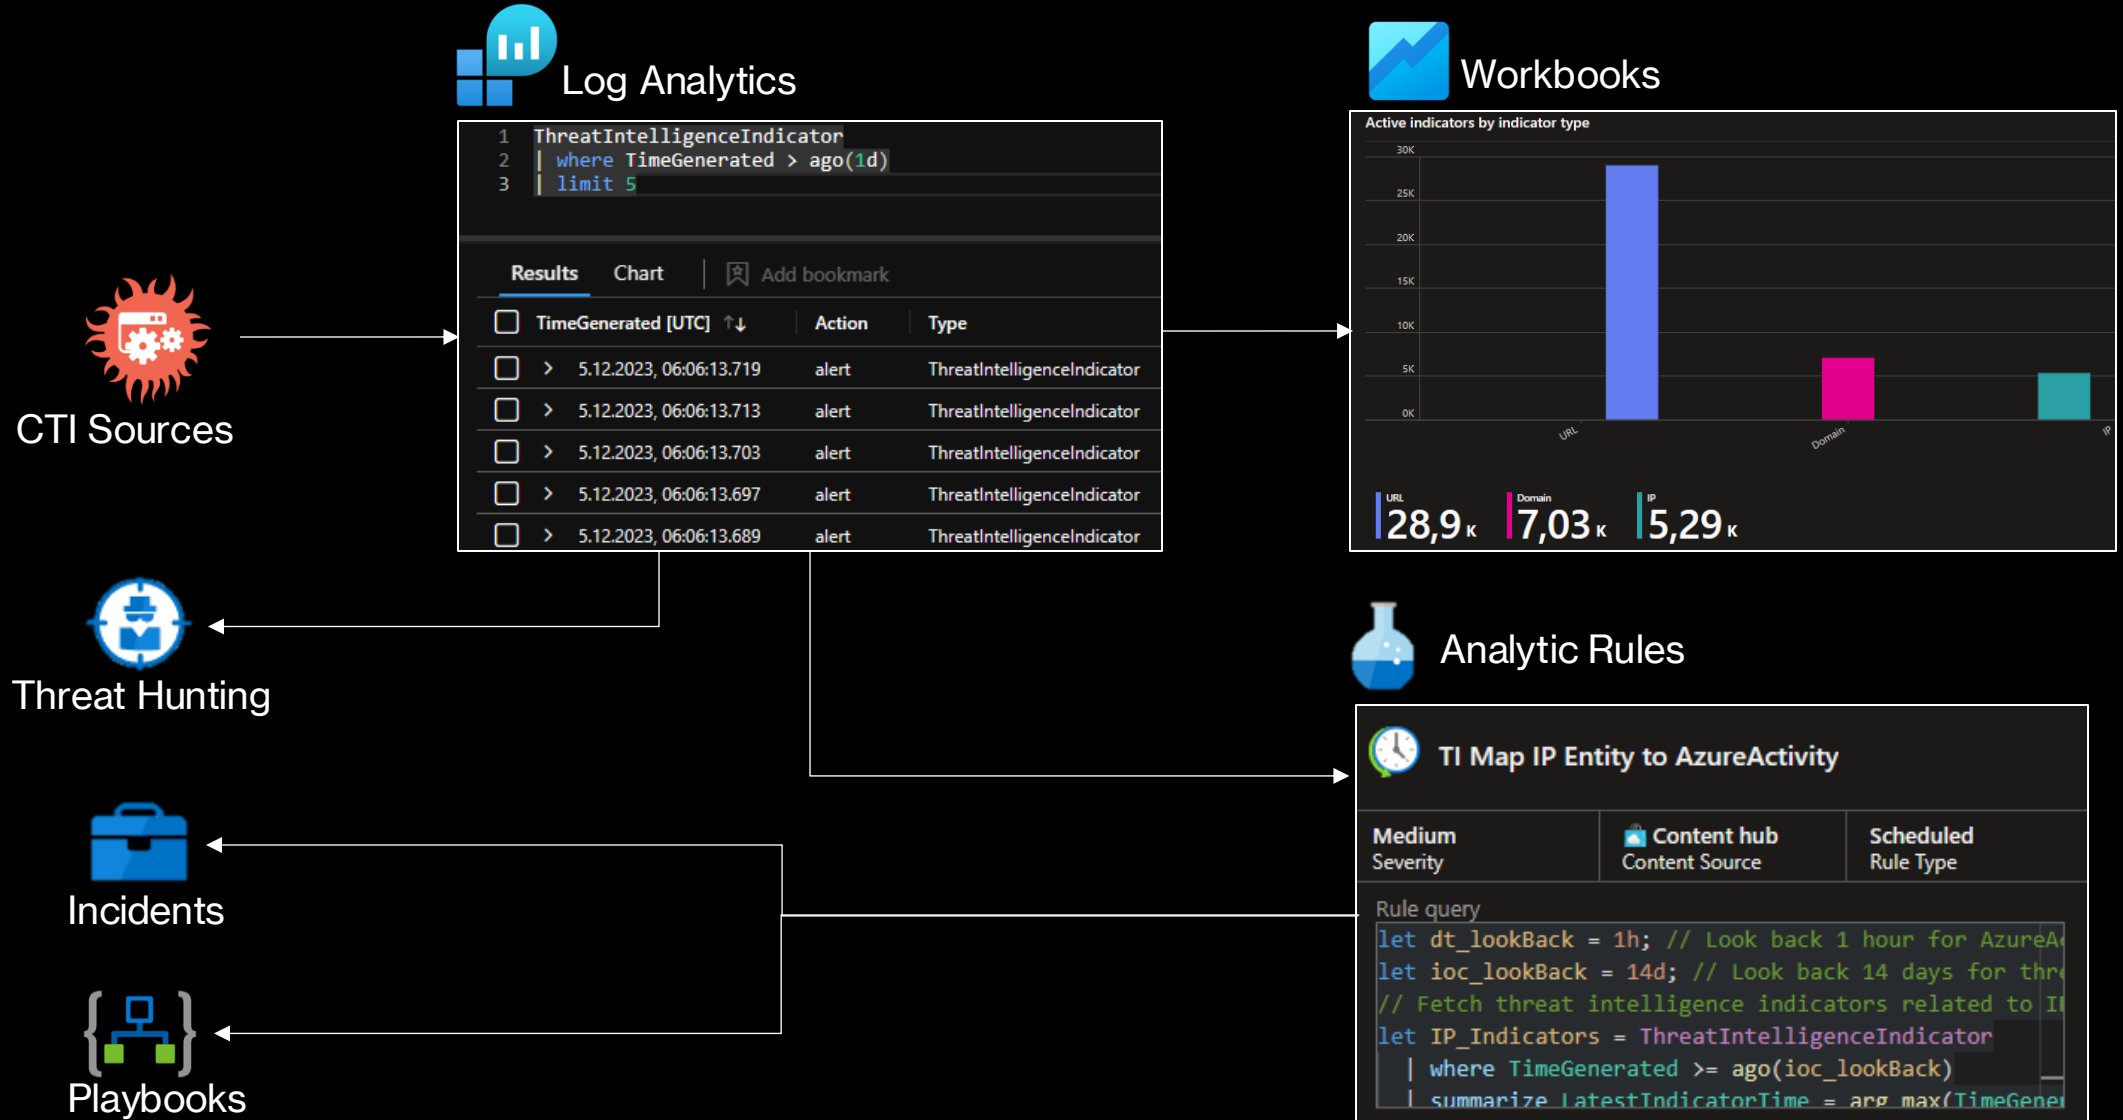 Log Analytics
1 ThreatIntelligenceIndicator
2 | where TimeGenerated > ago(1d)
3 | limit 5
Results Chart Add bookmark
TimeGenerated [UTC] Action Type
5.12.2023, 06:06:13.719 alert ThreatIntelligenceIndicator
5.12.2023, 06:06:13.713 alert ThreatIntelligenceIndicator
5.12.2023, 06:06:13.703 alert ThreatIntelligenceIndicator
5.12.2023, 06:06:13.697 alert ThreatIntelligenceIndicator
5.12.2023, 06:06:13.689 alert ThreatIntelligenceIndicator
Workbooks
Active indicators by indicator type
30K
25K
20K
15K
10K
5K
0K
URL Domain IP
URL Domain IP
28,9 K 7,03 K 5,29 K
CTI Sources
Threat Hunting
Incidents
Playbooks
Analytic Rules
TI Map IP Entity to AzureActivity
Medium Content hub Scheduled
Severity Content Source Rule Type
Rule query
let dt_lookBack = 1h; // Look back 1 hour for AzureA
let ioc_lookBack = 14d; // Look back 14 days for thre
// Fetch threat intelligence indicators related to I
let IP_Indicators = ThreatIntelligenceIndicator
| where TimeGenerated >= ago(ioc_lookBack)
| summarize LatestIndicatorTime = arg_max(TimeGene